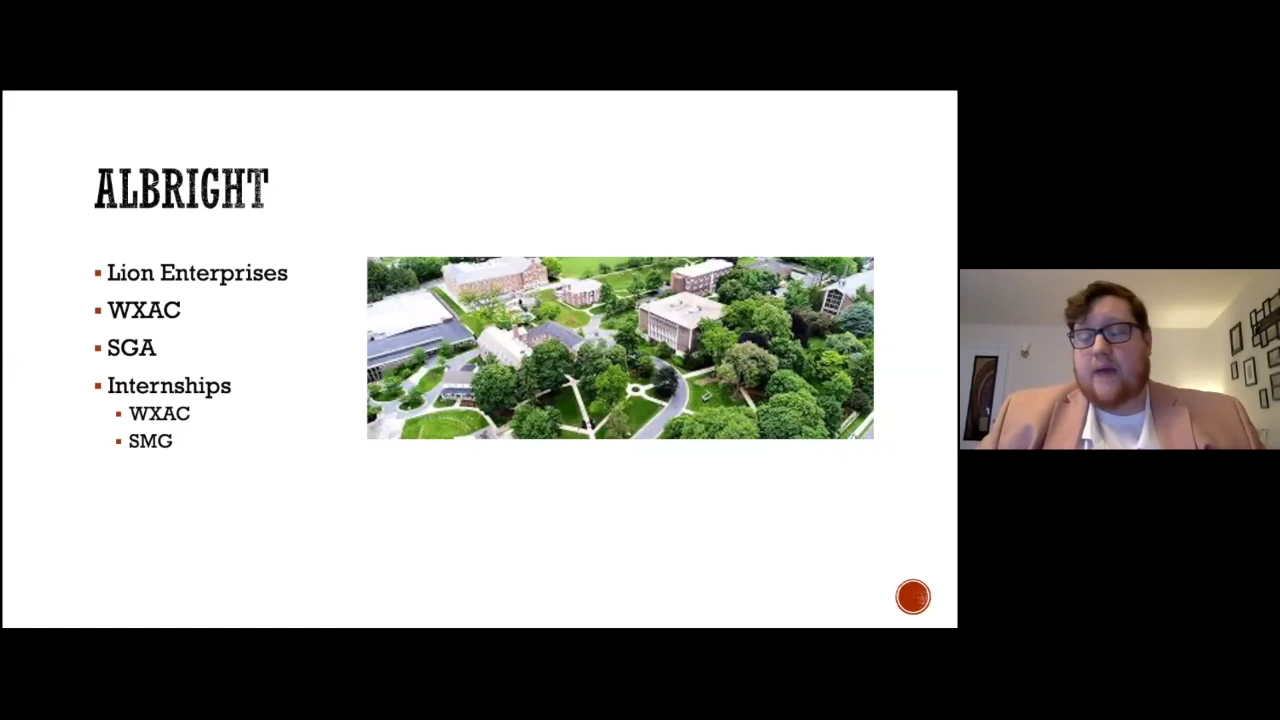 ALBRIGHT
Lion Enterprises
WXAC
SGA
Internships
WXAC
SMG